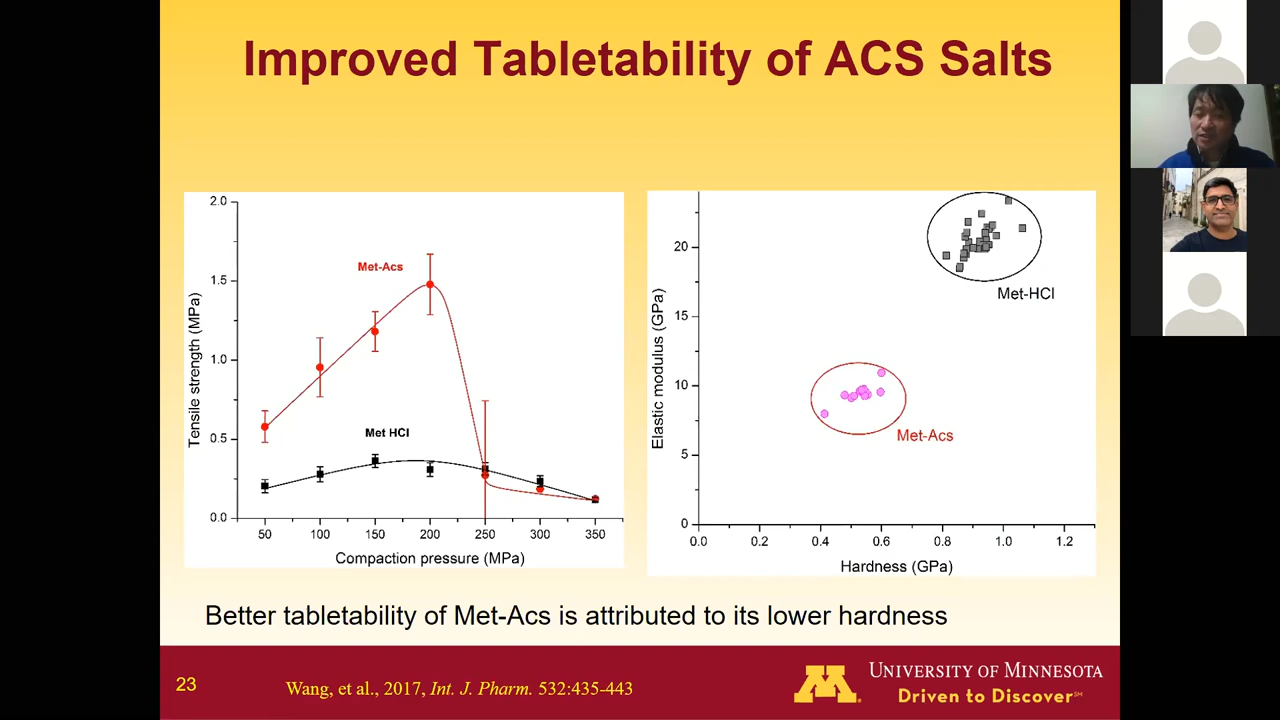 Improved Tabletability of ACS Salts
2.0
1.5
1.0
0.5
0.0
Tensile strength (MPa)
Met-Acs
Met HCl
50 100 150 200 250 300 350
Compaction pressure (MPa)
20
15
10
5
0
Elastic modulus (GPa)
Met-HCl
Met-Acs
0.0 0.2 0.4 0.6 0.8 1.0 1.2
Hardness (GPa)
Better tabletability of Met-Acs is attributed to its lower hardness
23
Wang, et al., 2017, Int. J. Pharm. 532:435-443
M
UNIVERSITY OF MINNESOTA
Driven to Discover℠